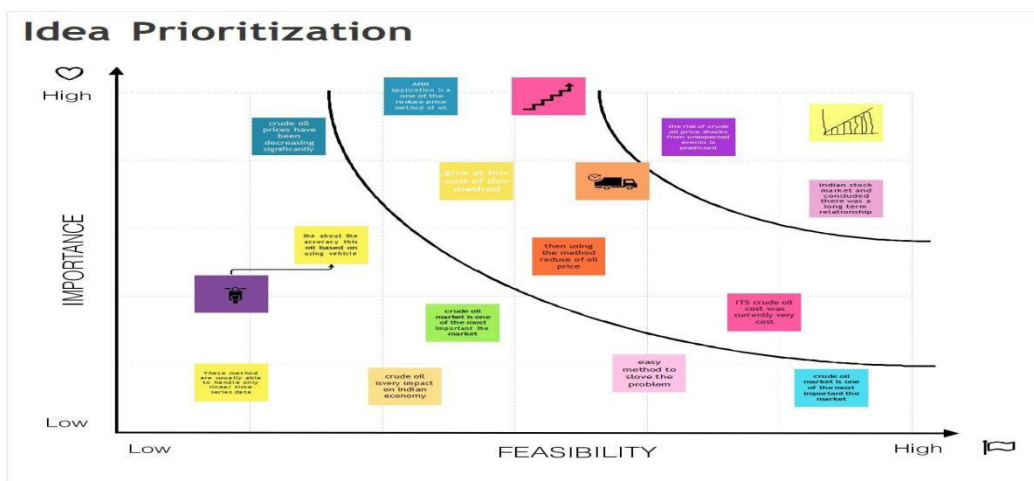 Idea Prioritization
High
IMPORTANCE
Low
ANN
application is a
one of the
reduse price
method of oil
crude oil
prices have
been
decreasing
significantly
the risk of crude
oil price shocks
from unexpected
events is
predicted
give at low
cost of this
method
indian stock
market and
concluded
there was a
long term
relationship
the about the
accuracy this
oil based on
using vehicle
then using
the method
reduse of oil
price
crude oil
market is one
of the most
important the
market
ITS crude oil
cost was
currently very
cost
These method
are usually able
to handle only
linear time
series data
crude oil
isvery impact
on indian
economy
easy
method to
slove the
problem
crude oil
market is one
of the most
important the
market
Low
FEASIBILITY
High